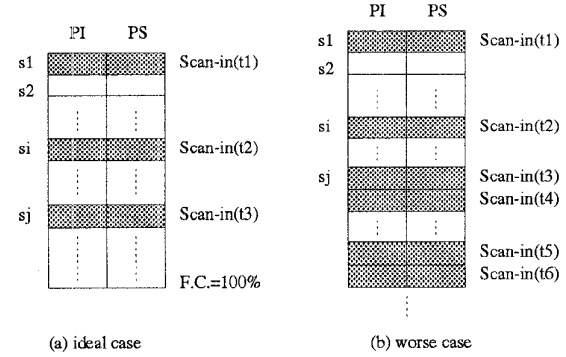 PI PS
s1 Scan-in(t1)
s2
si Scan-in(t2)
sj Scan-in(t3)
F.C.=100%
(a) ideal case
PI PS
s1 Scan-in(t1)
s2
si Scan-in(t2)
sj Scan-in(t3)
Scan-in(t4)
Scan-in(t5)
Scan-in(t6)
(b) worse case